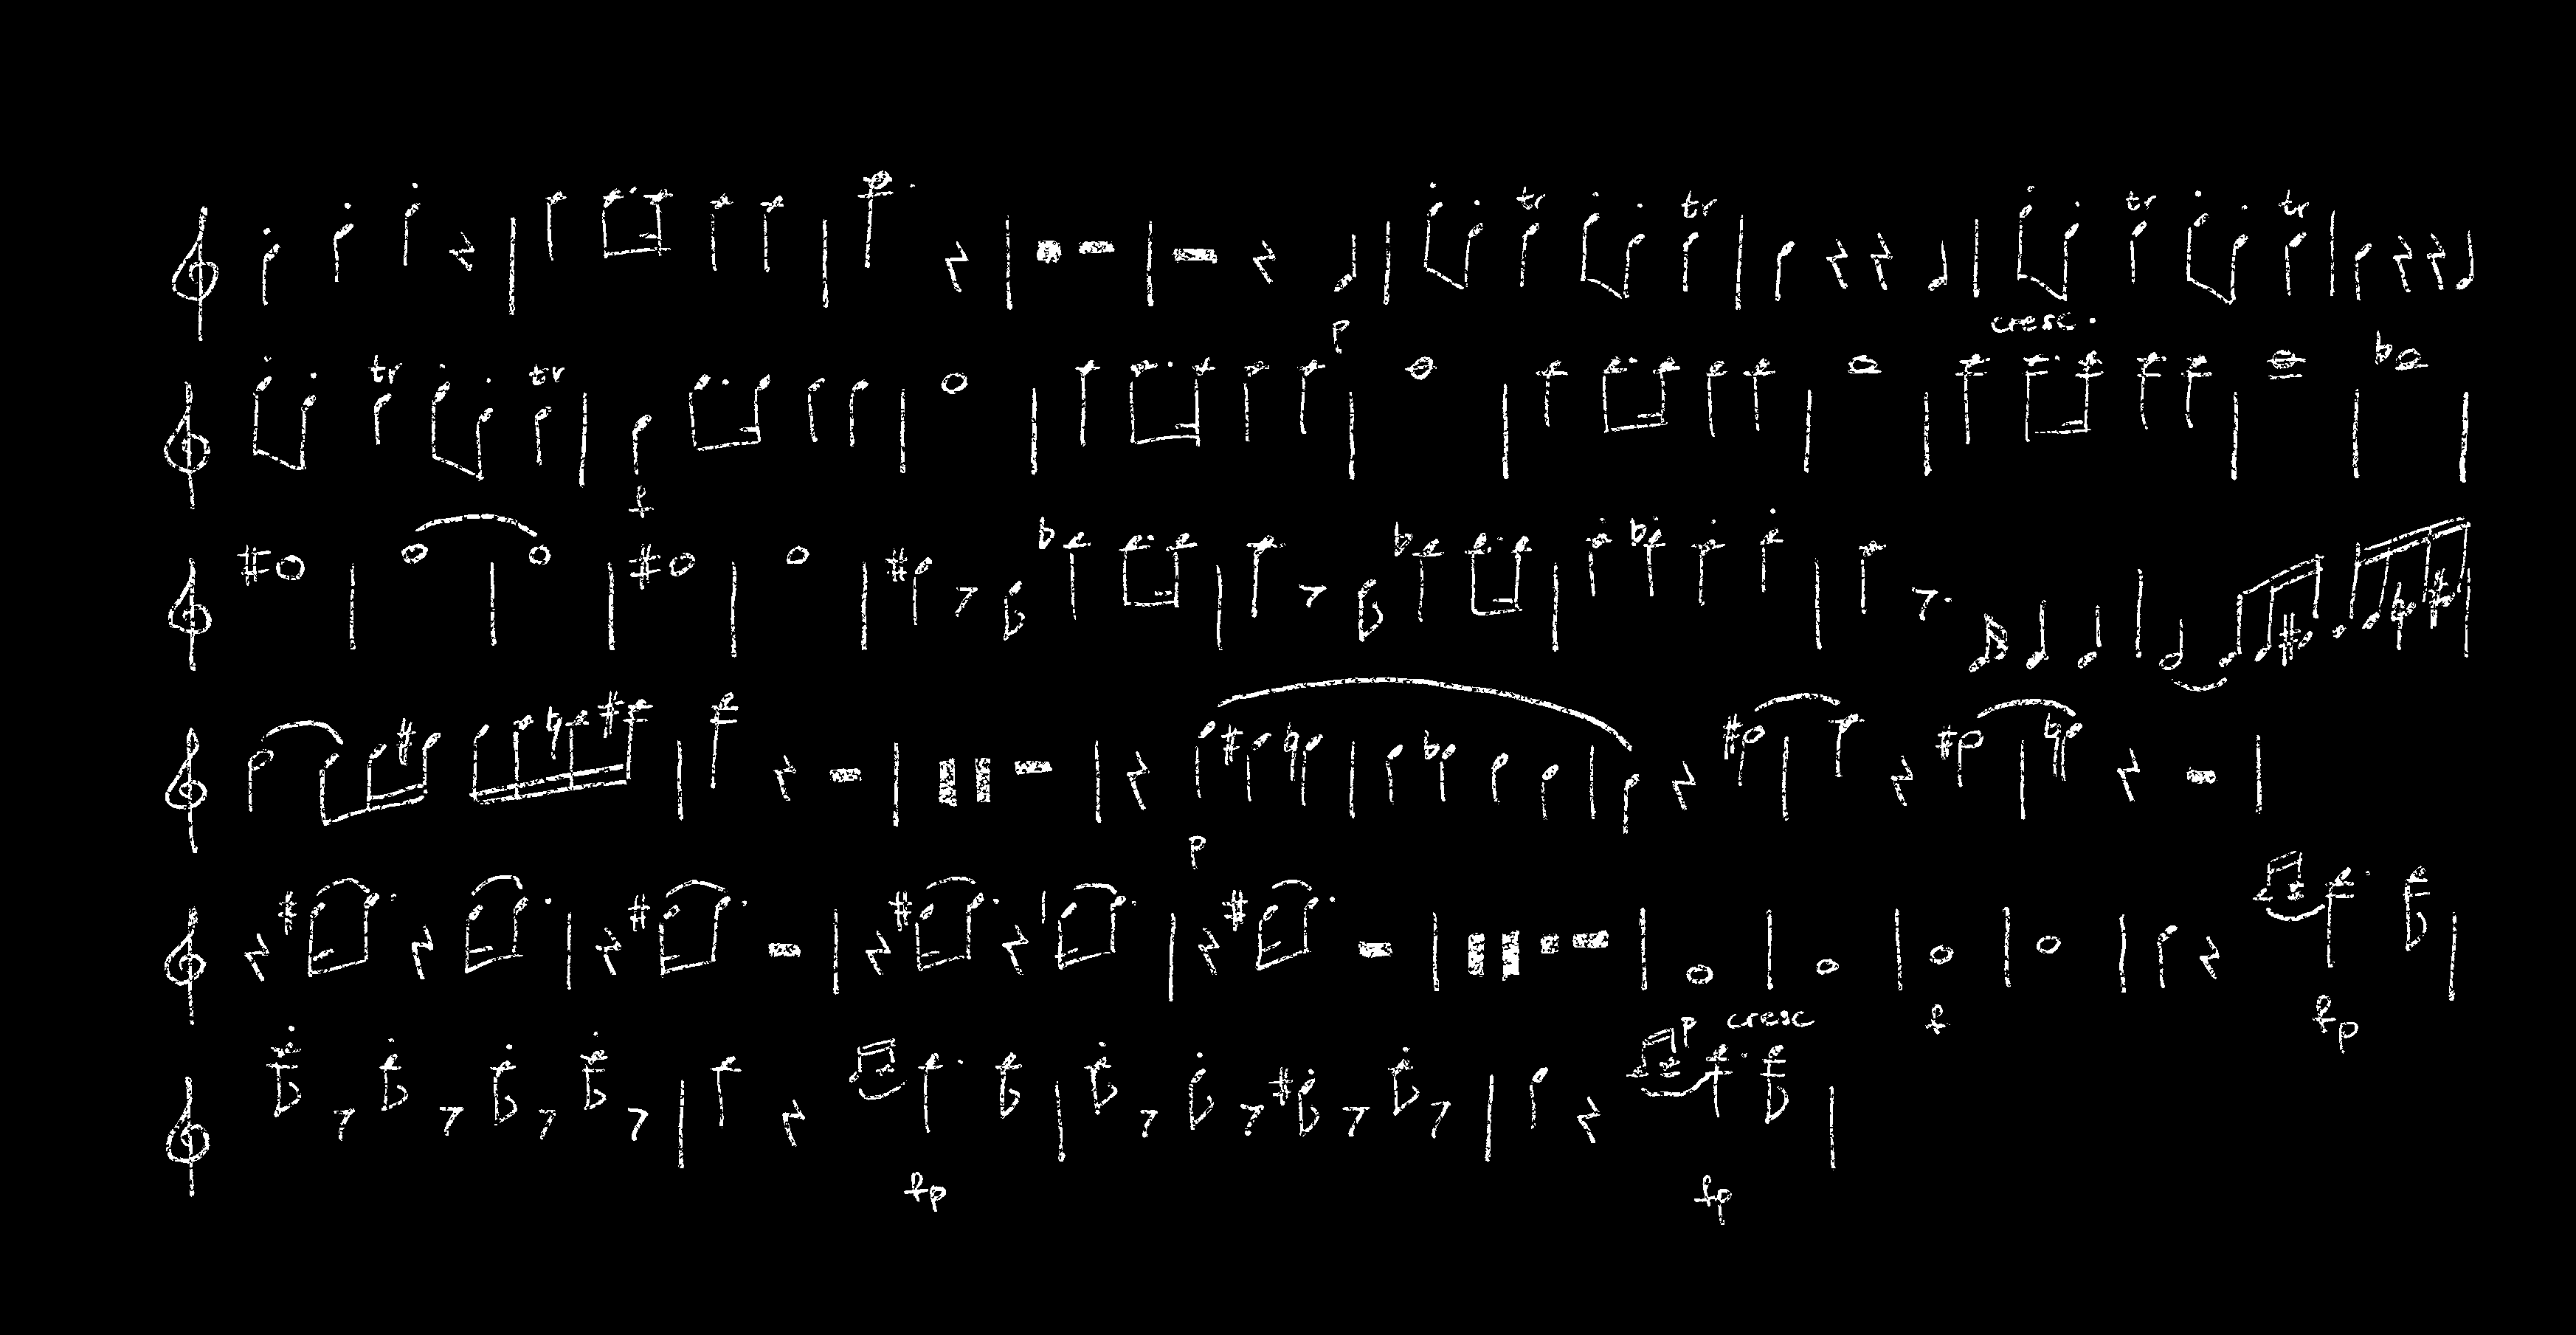 tr tr tr tr
p cresc.
tr tr
f
p
p cresc f fp
fp fp